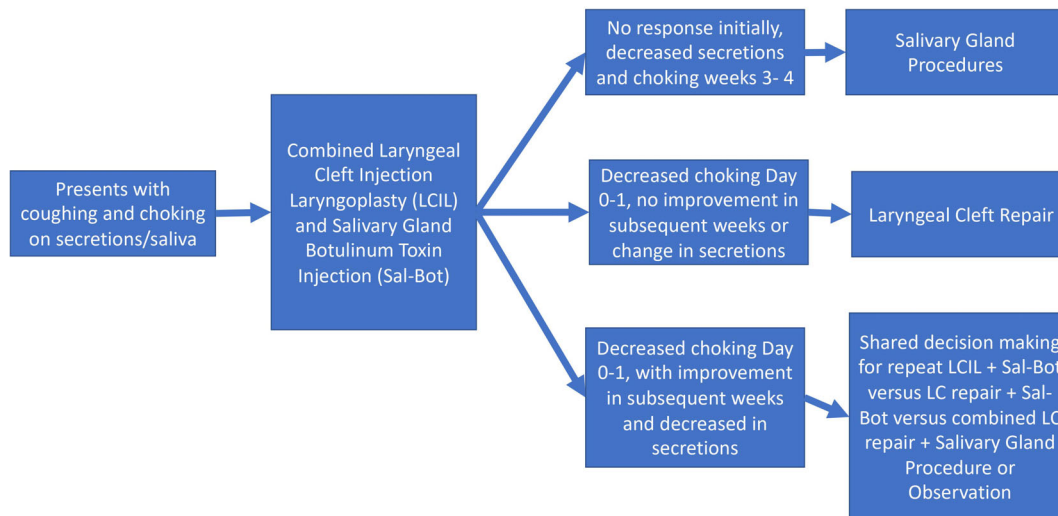 Presents with
coughing and choking
on secretions/saliva
Combined Laryngeal
Cleft Injection
Laryngoplasty (LCIL)
and Salivary Gland
Botulinum Toxin
Injection (Sal-Bot)
No response initially,
decreased secretions
and choking weeks 3- 4
Salivary Gland
Procedures
Decreased choking Day
0-1, no improvement in
subsequent weeks or
change in secretions
Laryngeal Cleft Repair
Decreased choking Day
0-1, with improvement
in subsequent weeks
and decreased in
secretions
Shared decision making
for repeat LCIL + Sal-Bot
versus LC repair + Sal-
Bot versus combined LC
repair + Salivary Gland
Procedure or
Observation